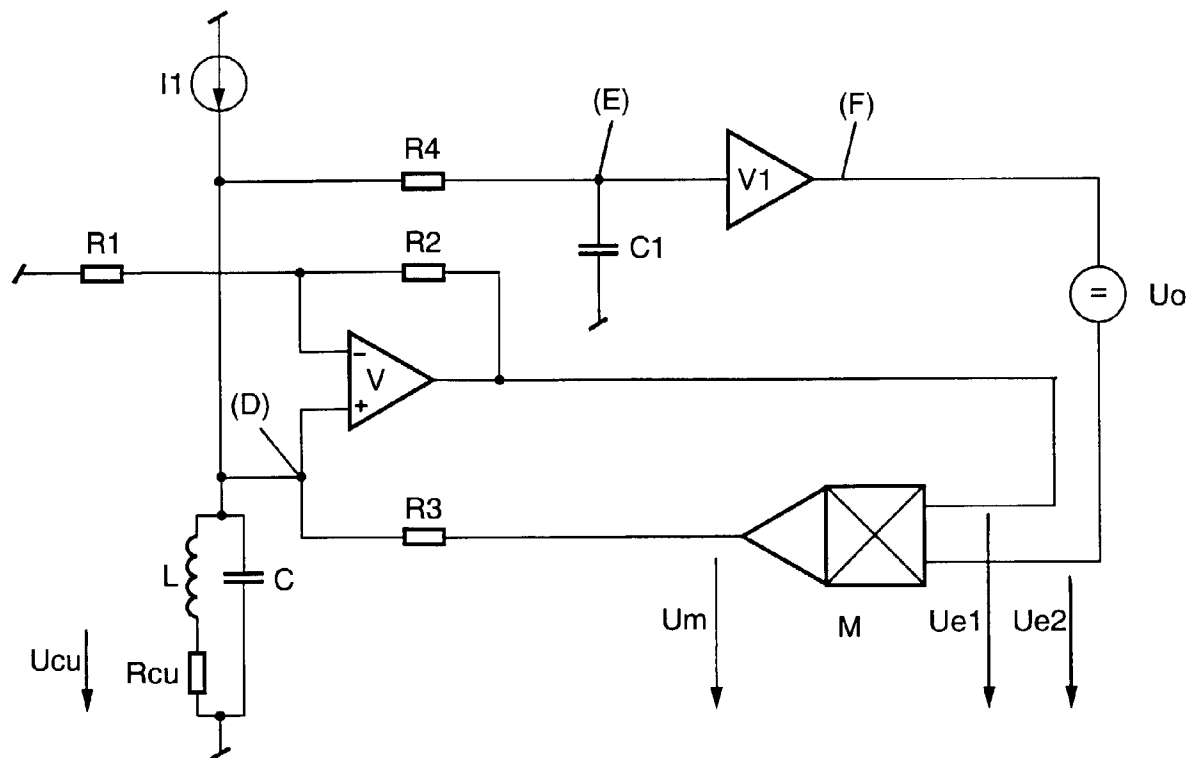 I1
(E)
(F)
R4
V1
R1
R2
C1
=
Uo
−
V
+
(D)
R3
L
C
Um
M
Ue1
Ue2
Ucu
Rcu